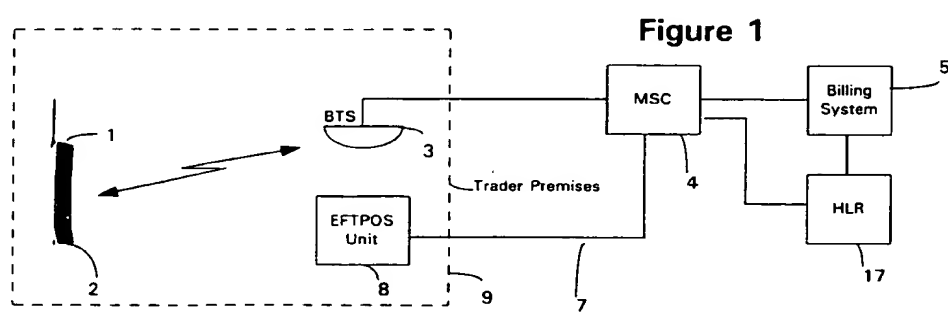 Figure 1
5
MSC
Billing
System
BTS
1
3
4
Trader Premises
EFTPOS
Unit
HLR
2
8
9
7
17